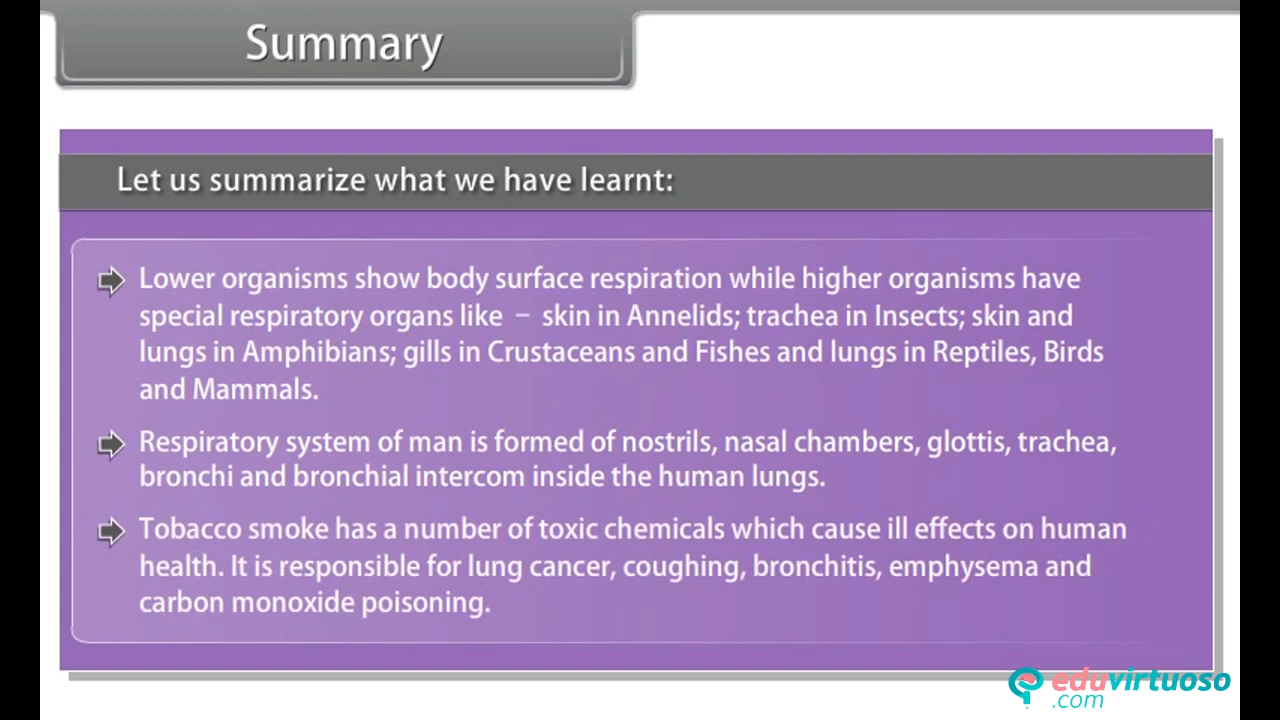 Summary
Let us summarize what we have learnt:
Lower organisms show body surface respiration while higher organisms have
special respiratory organs like – skin in Annelids; trachea in Insects; skin and
lungs in Amphibians; gills in Crustaceans and Fishes and lungs in Reptiles, Birds
and Mammals.
Respiratory system of man is formed of nostrils, nasal chambers, glottis, trachea,
bronchi and bronchial intercom inside the human lungs.
Tobacco smoke has a number of toxic chemicals which cause ill effects on human
health. It is responsible for lung cancer, coughing, bronchitis, emphysema and
carbon monoxide poisoning.
eduvirtuoso
.com